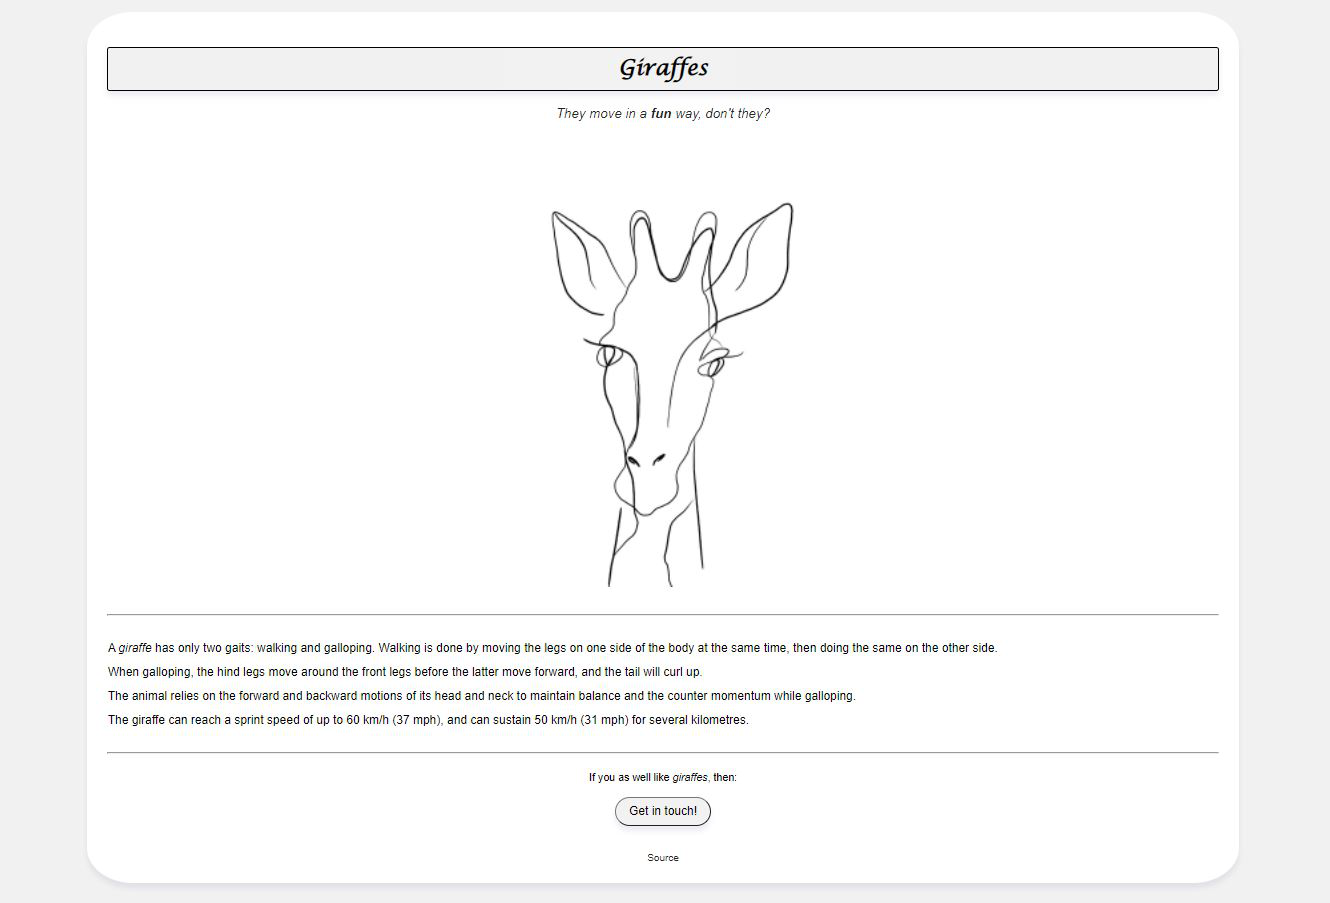 Giraffes
They move in a fun way, don't they?
A giraffe has only two gaits: walking and galloping. Walking is done by moving the legs on one side of the body at the same time, then doing the same on the other side.
When galloping, the hind legs move around the front legs before the latter move forward, and the tail will curl up.
The animal relies on the forward and backward motions of its head and neck to maintain balance and the counter momentum while galloping.
The giraffe can reach a sprint speed of up to 60 km/h (37 mph), and can sustain 50 km/h (31 mph) for several kilometres.
If you as well like giraffes, then:
Get in touch!
Source